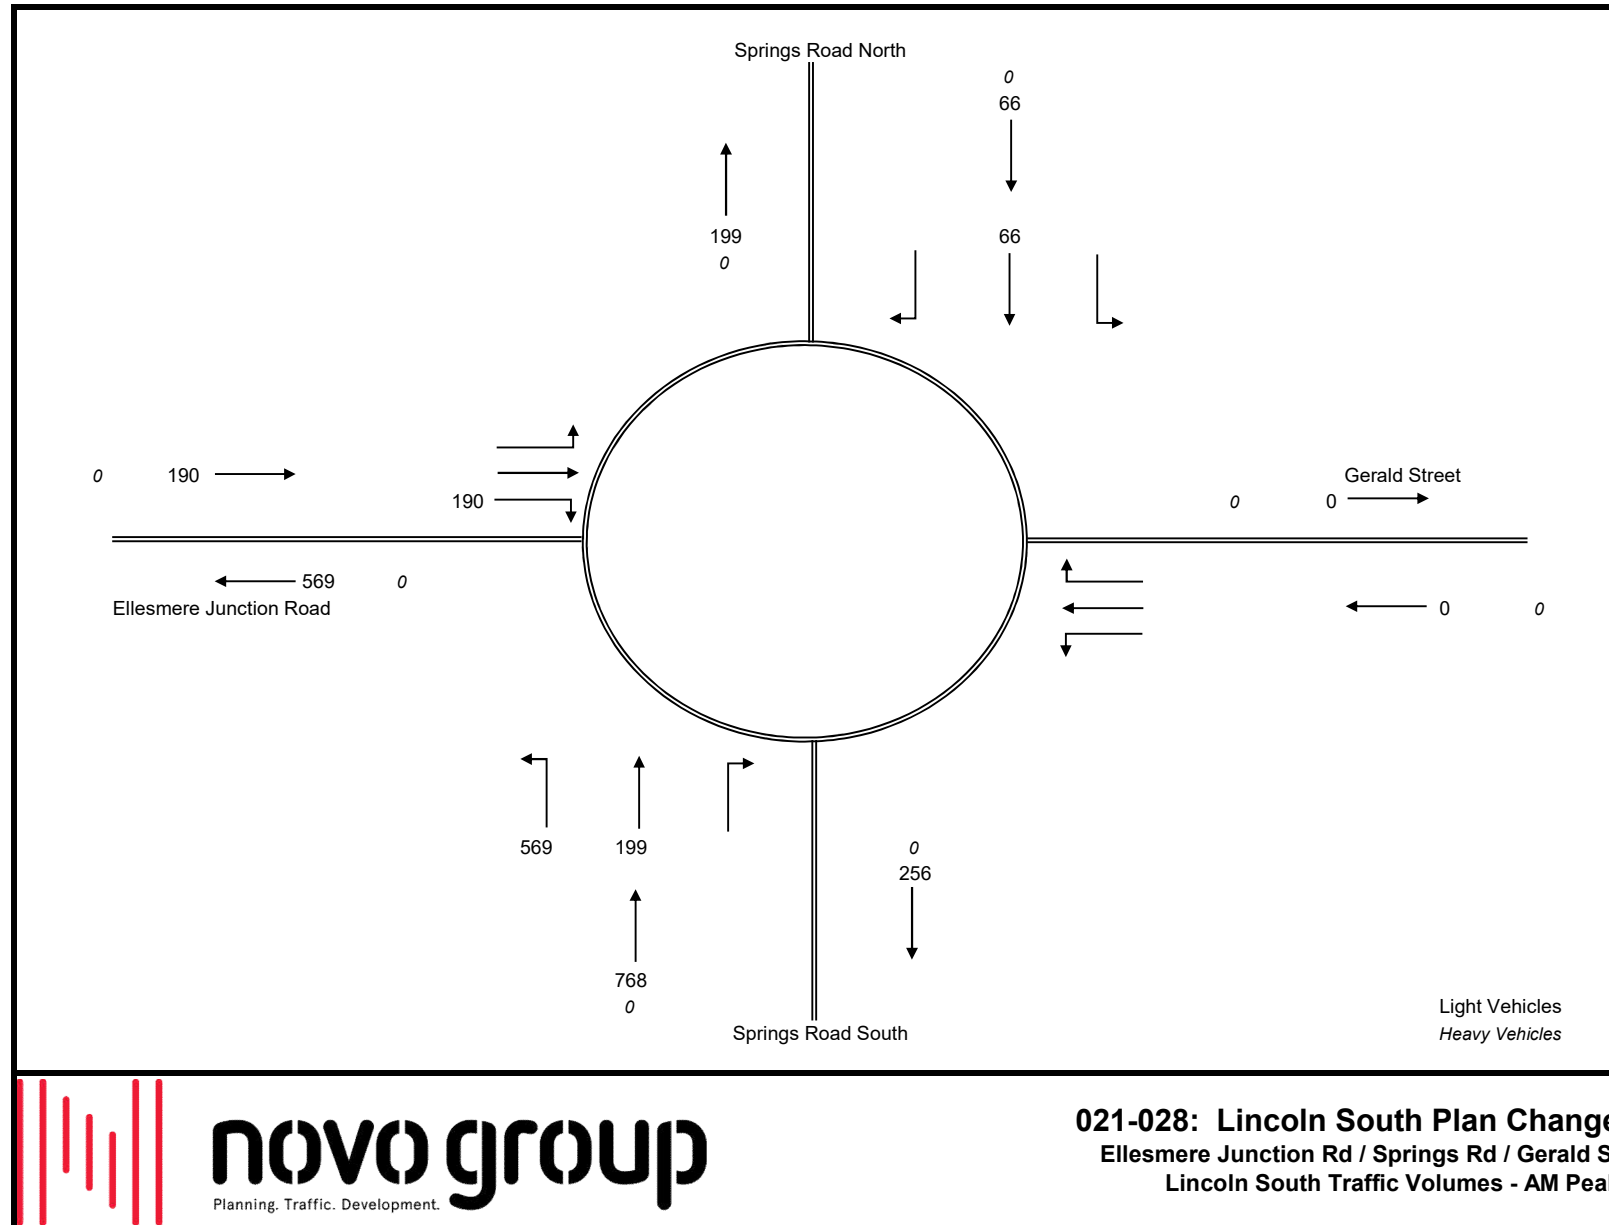 Springs Road North
0
66
199
0
66
0 190
190
Gerald Street
0 0
569 0
Ellesmere Junction Road
0 0
569 199
0
256
768
0
Springs Road South
Light Vehicles
Heavy Vehicles
novo group
Planning. Traffic. Development.
021-028: Lincoln South Plan Change
Ellesmere Junction Rd / Springs Rd / Gerald S
Lincoln South Traffic Volumes - AM Pea